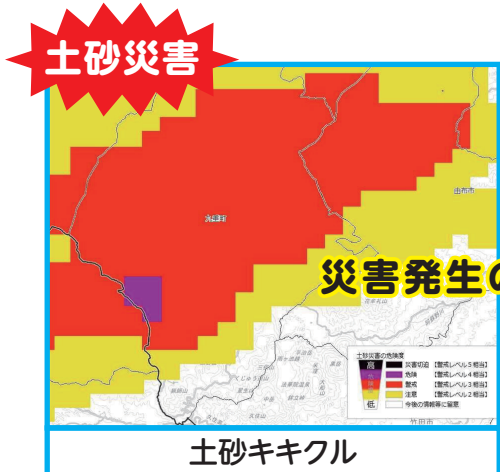 土砂災害
九重町
由布市
災害発生の
土砂災害の危険度
高
災害切迫 【警戒レベル5相当】
危険 【警戒レベル4相当】
警戒 【警戒レベル3相当】
注意 【警戒レベル2相当】
低
今後の情報等に留意
竹田市
土砂キキクル